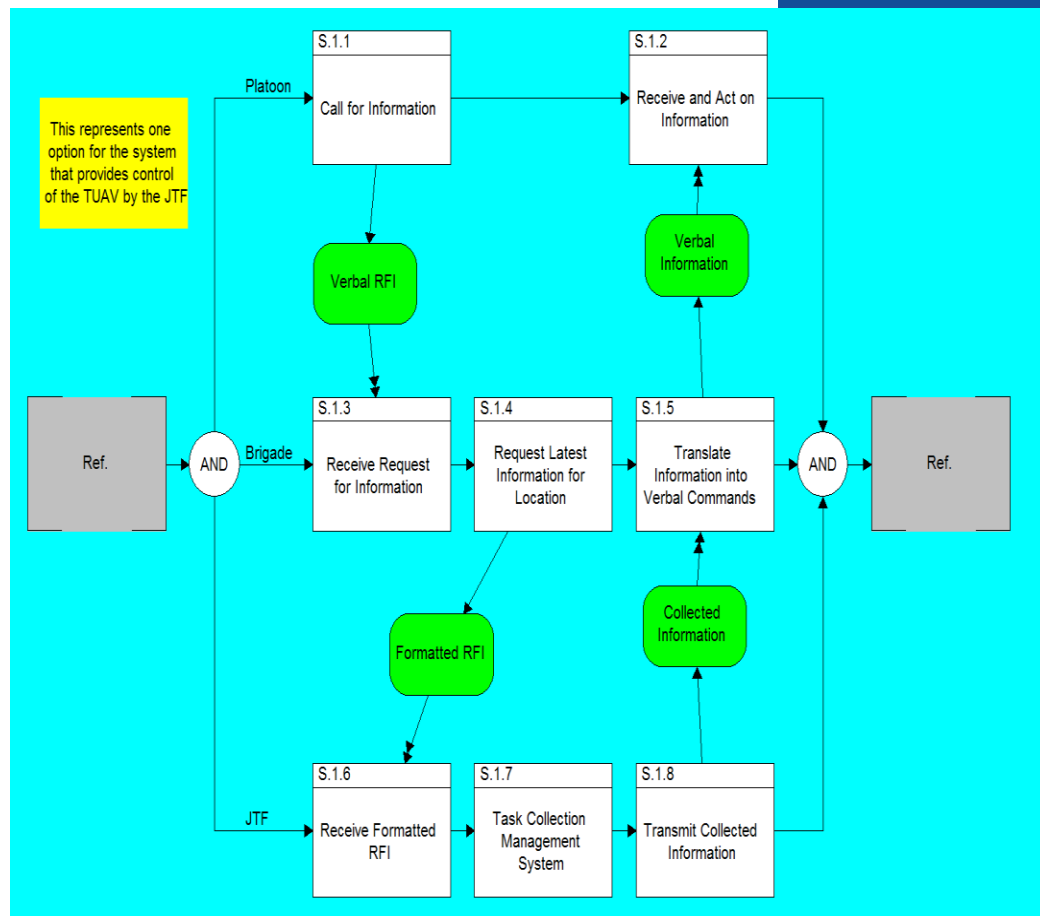 S.1.1
Call for Information
S.1.2
Receive and Act on
Information
Platoon
This represents one
option for the system
that provides control
of the TUAV by the JTF
Verbal RFI
Verbal
Information
Ref.
AND
Brigade
S.1.3
Receive Request
for Information
S.1.4
Request Latest
Information for
Location
S.1.5
Translate
Information into
Verbal Commands
AND
Ref.
Formatted RFI
Collected
Information
JTF
S.1.6
Receive Formatted
RFI
S.1.7
Task Collection
Management
System
S.1.8
Transmit Collected
Information